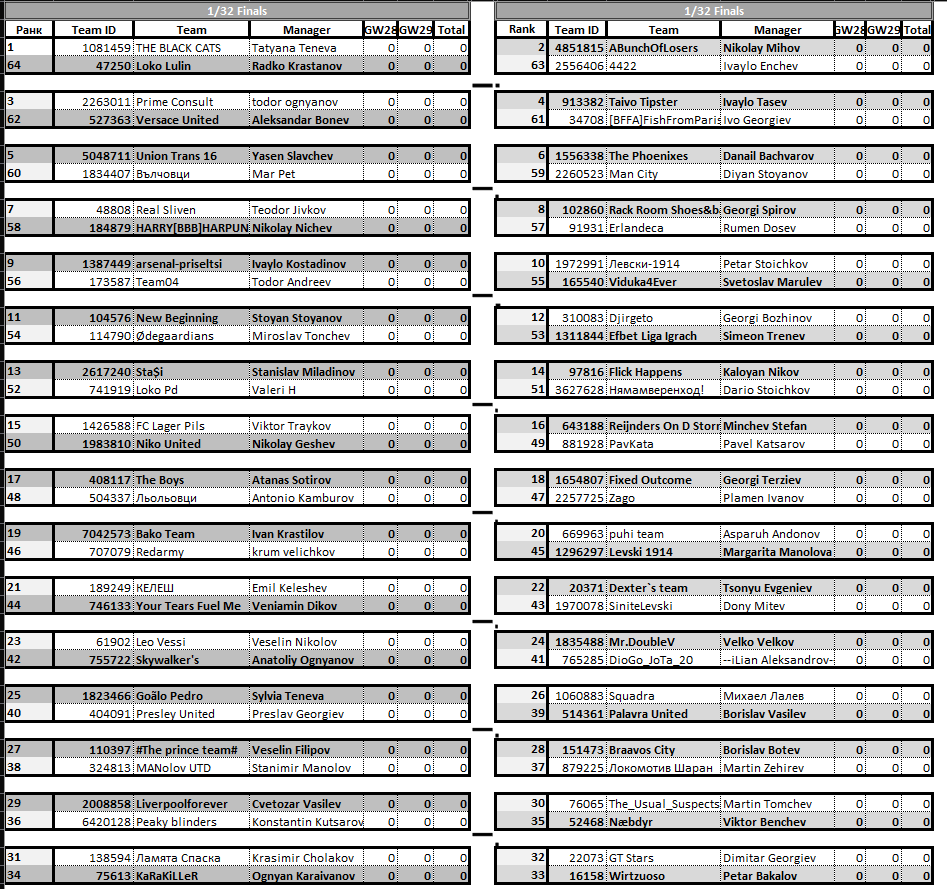 1/32 Finals
Ранк Team ID Team Manager GW28 GW29 Total
1 1081459 THE BLACK CATS Tatyana Teneva 0 0 0
64 47250 Loko Lulin Radko Krastanov 0 0 0
3 2263011 Prime Consult todor ognyanov 0 0 0
62 527363 Versace United Aleksandar Bonev 0 0 0
5 5048711 Union Trans 16 Yasen Slavchev 0 0 0
60 1834407 Вълчовци Mar Pet 0 0 0
7 48808 Real Sliven Teodor Jivkov 0 0 0
58 184879 HARRY[BBB]HARPUN Nikolay Nichev 0 0 0
9 1387449 arsenal-priseltsi Ivaylo Kostadinov 0 0 0
56 173587 Team04 Todor Andreev 0 0 0
11 104576 New Beginning Stoyan Stoyanov 0 0 0
54 114790 Ødegaardians Miroslav Tonchev 0 0 0
13 2617240 Sta$i Stanislav Miladinov 0 0 0
52 741919 Loko Pd Valeri H 0 0 0
15 1426588 FC Lager Pils Viktor Traykov 0 0 0
50 1983810 Niko United Nikolay Geshev 0 0 0
17 408117 The Boys Atanas Sotirov 0 0 0
48 504337 Льольовци Antonio Kamburov 0 0 0
19 7042573 Bako Team Ivan Krastilov 0 0 0
46 707079 Redarmy krum velichkov 0 0 0
21 189249 КЕЛЕШ Emil Keleshev 0 0 0
44 746133 Your Tears Fuel Me Veniamin Dikov 0 0 0
23 61902 Leo Vessi Veselin Nikolov 0 0 0
42 755722 Skywalker's Anatoliy Ognyanov 0 0 0
25 1823466 Goãlo Pedro Sylvia Teneva 0 0 0
40 404091 Presley United Preslav Georgiev 0 0 0
27 110397 #The prince team# Veselin Filipov 0 0 0
38 324813 MANolov UTD Stanimir Manolov 0 0 0
29 2008858 Liverpoolforever Cvetozar Vasilev 0 0 0
36 6420128 Peaky blinders Konstantin Kutsarov 0 0 0
31 138594 Ламята Спаска Krasimir Cholakov 0 0 0
34 75613 KaRaKiLLeR Ognyan Karaivanov 0 0 0
1/32 Finals
Rank Team ID Team Manager GW28 GW29 Total
2 4851815 ABunchOfLosers Nikolay Mihov 0 0 0
63 2556406 4422 Ivaylo Enchev 0 0 0
4 913382 Taivo Tipster Ivaylo Tasev 0 0 0
61 34708 [BFFA]FishFromParis Ivo Georgiev 0 0 0
6 1556338 The Phoenixes Danail Bachvarov 0 0 0
59 2260523 Man City Diyan Stoyanov 0 0 0
8 102860 Rack Room Shoes&b Georgi Spirov 0 0 0
57 91931 Erlandeca Rumen Dosev 0 0 0
10 1972991 Левски-1914 Petar Stoichkov 0 0 0
55 165540 Viduka4Ever Svetoslav Marulev 0 0 0
12 310083 Djirgeto Georgi Bozhinov 0 0 0
53 1311844 Efbet Liga Igrach Simeon Trenev 0 0 0
14 97816 Flick Happens Kaloyan Nikov 0 0 0
51 3627628 Нямамверенход! Dario Stoichkov 0 0 0
16 643188 Reijnders On D Storr Minchev Stefan 0 0 0
49 881928 PavKata Pavel Katsarov 0 0 0
18 1654807 Fixed Outcome Georgi Terziev 0 0 0
47 2257725 Zago Plamen Ivanov 0 0 0
20 669963 puhi team Asparuh Andonov 0 0 0
45 1296297 Levski 1914 Margarita Manolova 0 0 0
22 20371 Dexter`s team Tsonyu Evgeniev 0 0 0
43 1970078 SiniteLevski Dony Mitev 0 0 0
24 1835488 Mr.DoubleV Velko Velkov 0 0 0
41 765285 DioGo_JoTa_20 --iLian Aleksandrov- 0 0 0
26 1060883 Squadra Михаел Лалев 0 0 0
39 514361 Palavra United Borislav Vasilev 0 0 0
28 151473 Braavos City Borislav Botev 0 0 0
37 879225 Локомотив Шаран Martin Zehirev 0 0 0
30 76065 The_Usual_Suspects Martin Tomchev 0 0 0
35 52468 Næbdyr Viktor Benchev 0 0 0
32 22073 GT Stars Dimitar Georgiev 0 0 0
33 16158 Wirtzuoso Petar Bakalov 0 0 0